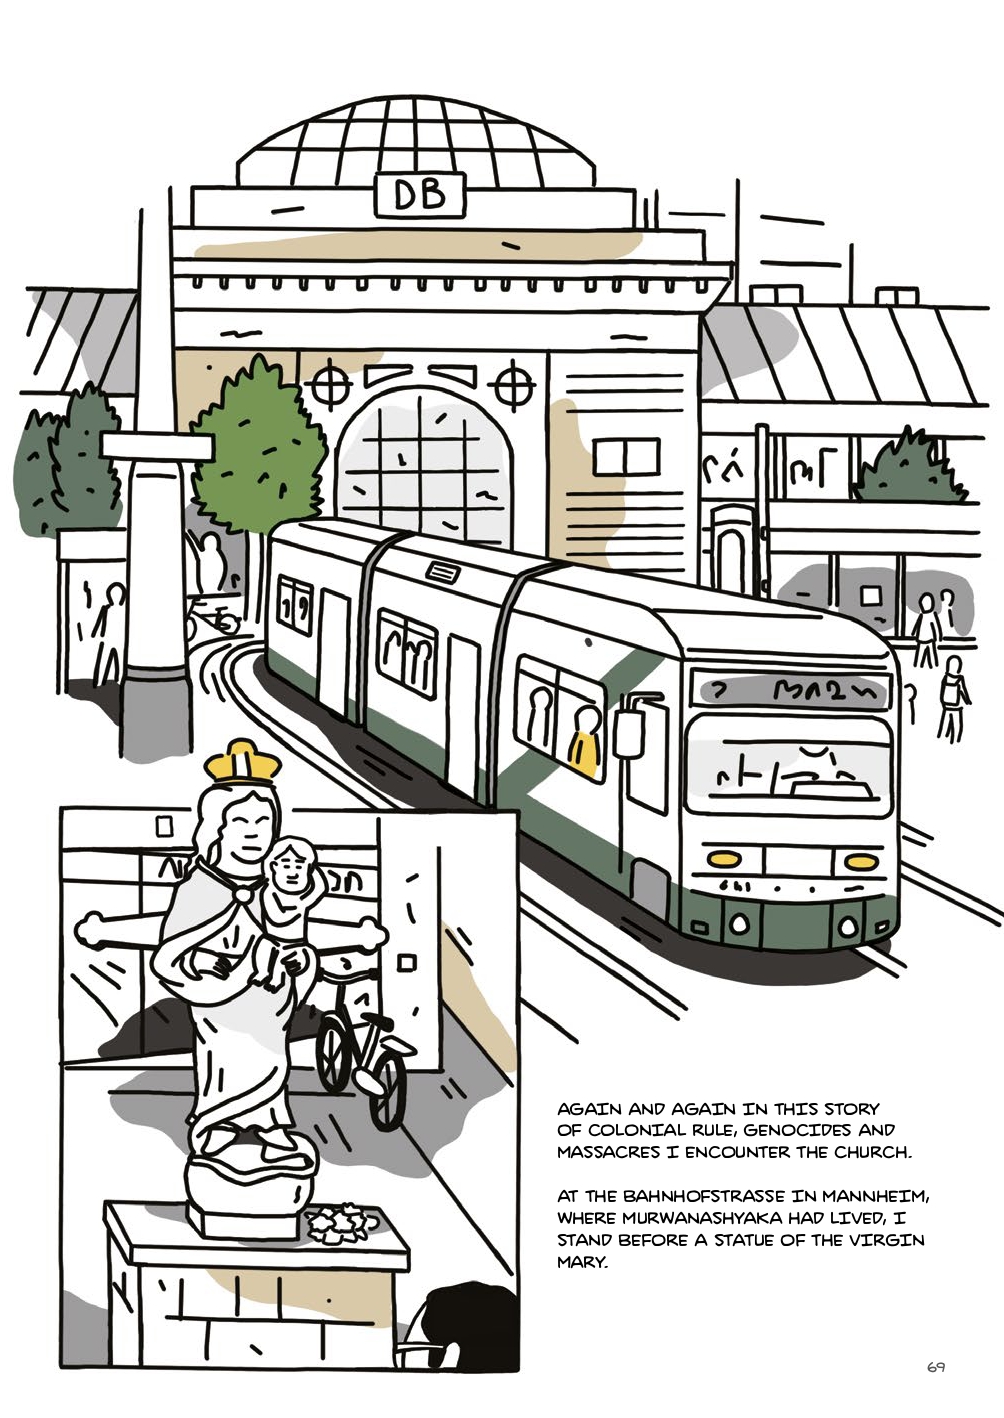 DB
AGAIN AND AGAIN IN THIS STORY
OF COLONIAL RULE, GENOCIDES AND
MASSACRES I ENCOUNTER THE CHURCH.
AT THE BAHNHOFSTRASSE IN MANNHEIM,
WHERE MURWANASHYAKA HAD LIVED, I
STAND BEFORE A STATUE OF THE VIRGIN
MARY.
69